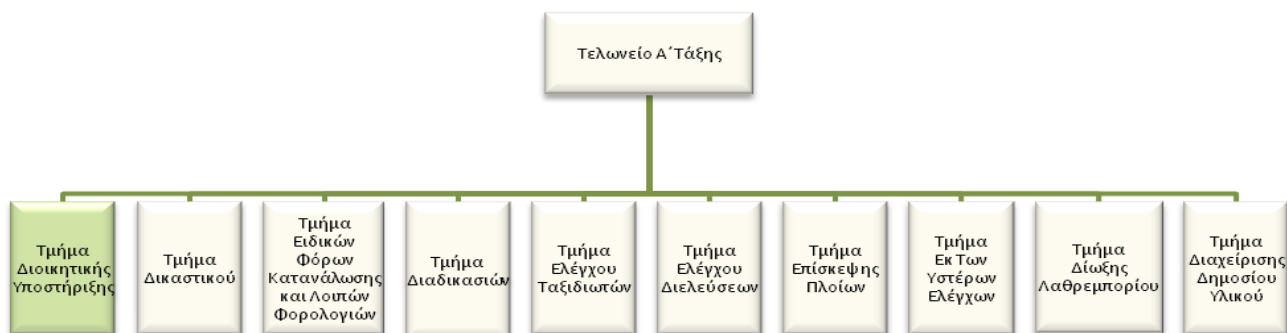 Τελωνείο Α΄Τάξης
Τμήμα
Διοικητικής
Υποστήριξης
Τμήμα
Δικαστικού
Τμήμα
Ειδικών
Φόρων
Κατανάλωσης
και Λοιπών
Φορολογιών
Τμήμα
Διαδικασιών
Τμήμα
Ελέγχου
Ταξιδιωτών
Τμήμα
Ελέγχου
Διελεύσεων
Τμήμα
Επίσκεψης
Πλοίων
Τμήμα
Εκ Των
Υστέρων
Ελέγχων
Τμήμα
Δίωξης
Λαθρεμπορίου
Τμήμα
Διαχείρισης
Δημοσίου
Υλικού